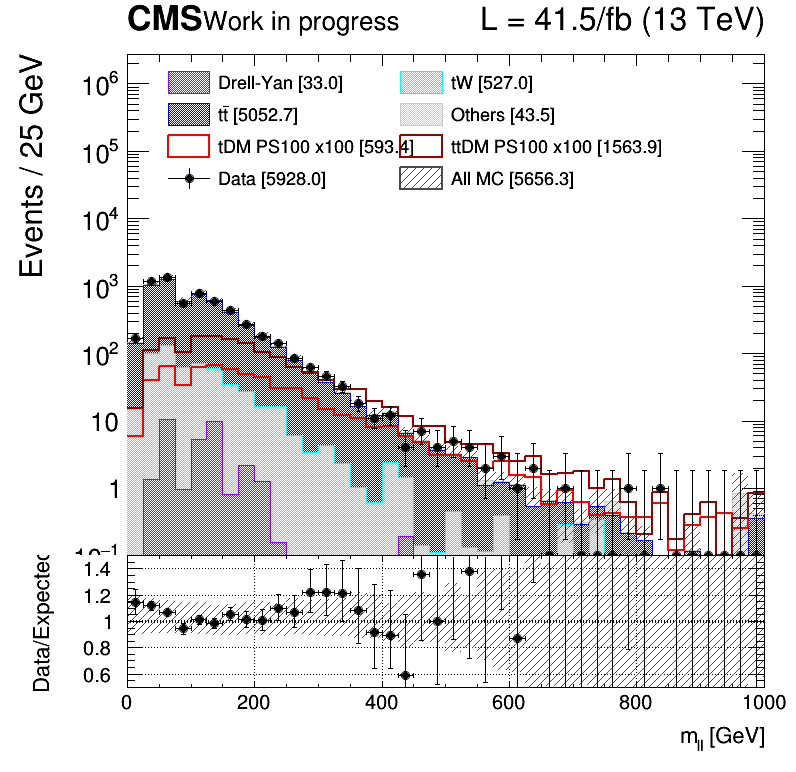 CMS Work in progress L = 41.5/fb (13 TeV)
Events / 25 GeV
Drell-Yan [33.0] tW [527.0]
tt̄ [5052.7] Others [43.5]
tDM PS100 x100 [593.4] ttDM PS100 x100 [1563.9]
Data [5928.0] All MC [5656.3]
10⁶
10⁵
10⁴
10³
10²
10
1
10⁻¹
Data/Expected
1.4
1.2
1
0.8
0.6
0 200 400 600 800 1000
m_ll [GeV]